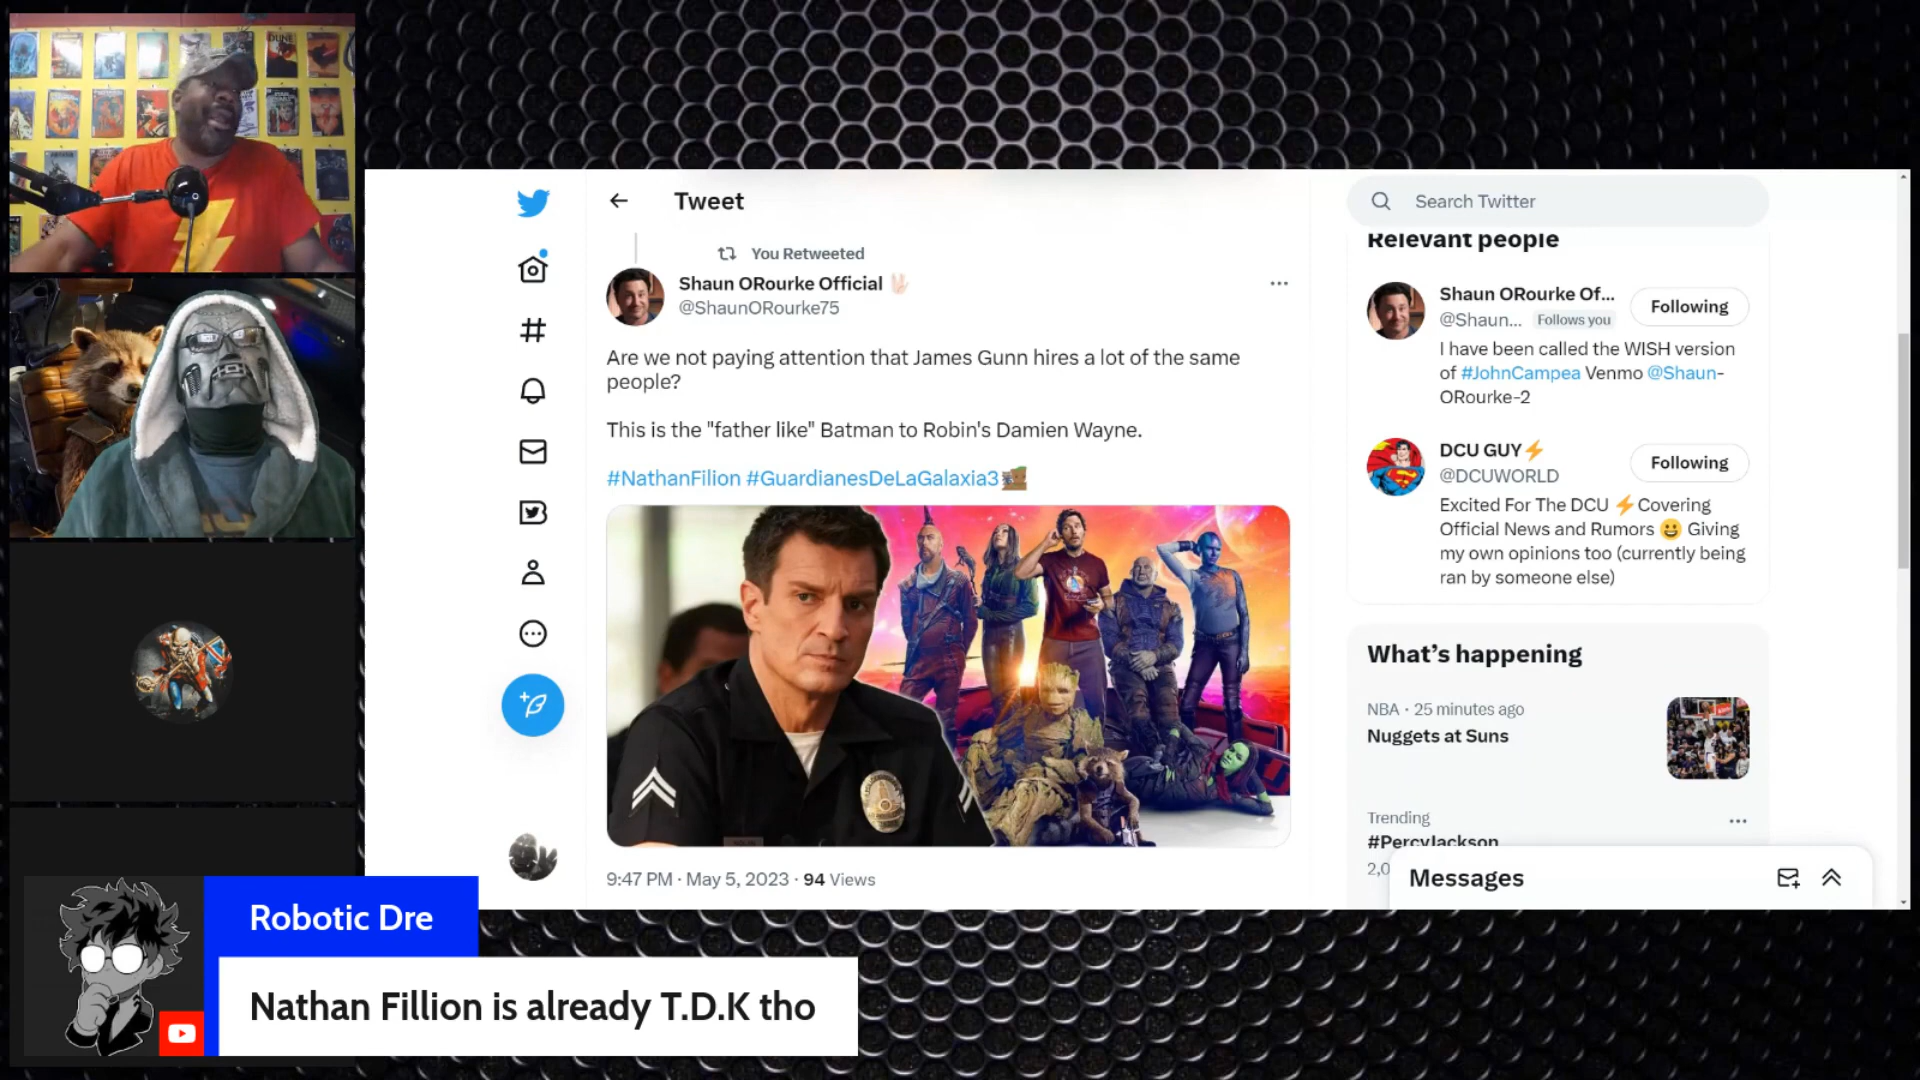 DUNE
Tweet
Search Twitter
You Retweeted
Shaun ORourke Official
@ShaunORourke75
Are we not paying attention that James Gunn hires a lot of the same
people?
This is the "father like" Batman to Robin's Damien Wayne.
#NathanFilion #GuardianesDeLaGalaxia3
9:47 PM · May 5, 2023 · 94 Views
Relevant people
Shaun ORourke Of...
@Shaun... Follows you
Following
I have been called the WISH version
of #JohnCampea Venmo @Shaun-
ORourke-2
DCU GUY⚡
@DCUWORLD
Following
Excited For The DCU ⚡Covering
Official News and Rumors 😀 Giving
my own opinions too (currently being
ran by someone else)
What's happening
NBA · 25 minutes ago
Nuggets at Suns
Trending
#PercyJackson
2,0
Messages
Robotic Dre
Nathan Fillion is already T.D.K tho